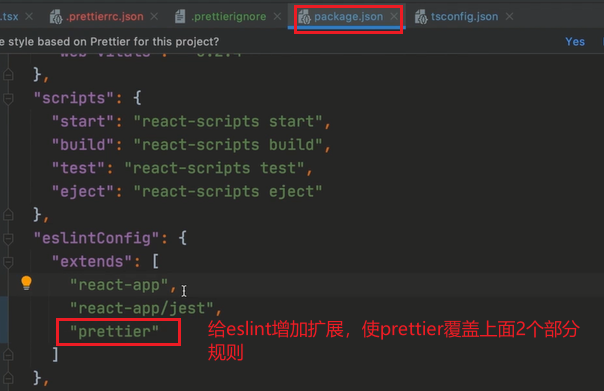 .tsx .prettierrc.json .prettierignore package.json tsconfig.json
e style based on Prettier for this project? Yes
},
"scripts": {
"start": "react-scripts start",
"build": "react-scripts build",
"test": "react-scripts test",
"eject": "react-scripts eject"
},
"eslintConfig": {
"extends": [
"react-app",
"react-app/jest",
"prettier"
给eslint增加扩展，使prettier覆盖上面2个部分
规则
]
},